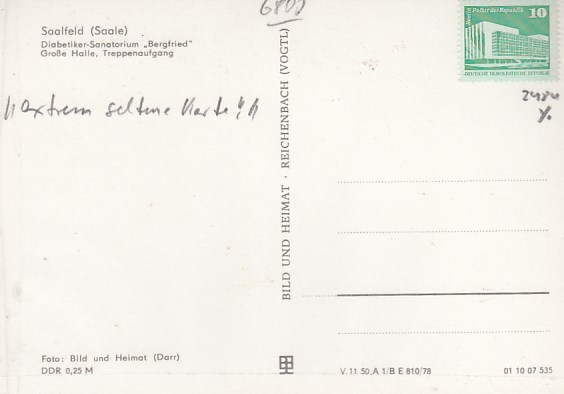 6800
Saalfeld (Saale)
Diabetiker-Sanatorium „Bergfried"
Große Halle, Treppenaufgang
Berlin, Palast der Republik
10
DEUTSCHE DEMOKRATISCHE REPUBLIK
!! extrem seltene Karte !!
2484
BILD UND HEIMAT · REICHENBACH (VOGTL)
Foto: Bild und Heimat (Darr)
DDR 0,25 M
V. 11 50, A 1/B E 810/78
01 10 07 535